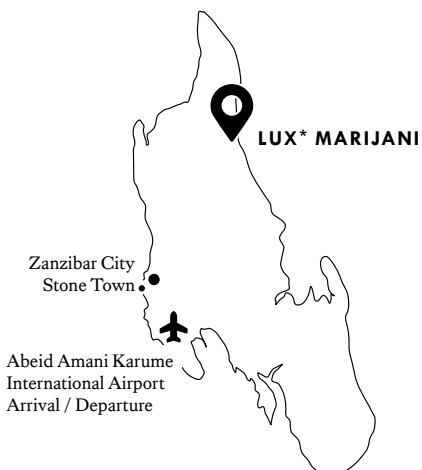 LUX* MARIJANI
Zanzibar City
Stone Town
Abeid Amani Karume
International Airport
Arrival / Departure